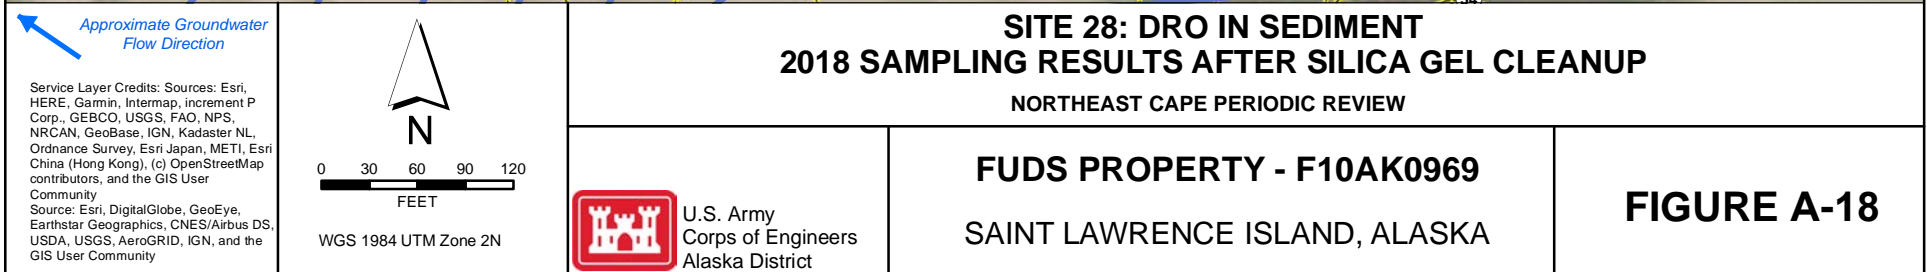 Approximate Groundwater
Flow Direction
Service Layer Credits: Sources: Esri,
HERE, Garmin, Intermap, increment P
Corp., GEBCO, USGS, FAO, NPS,
NRCAN, GeoBase, IGN, Kadaster NL,
Ordnance Survey, Esri Japan, METI, Esri
China (Hong Kong), (c) OpenStreetMap
contributors, and the GIS User
Community
Source: Esri, DigitalGlobe, GeoEye,
Earthstar Geographics, CNES/Airbus DS,
USDA, USGS, AeroGRID, IGN, and the
GIS User Community
N
0 30 60 90 120
FEET
WGS 1984 UTM Zone 2N
SITE 28: DRO IN SEDIMENT
2018 SAMPLING RESULTS AFTER SILICA GEL CLEANUP
NORTHEAST CAPE PERIODIC REVIEW
U.S. Army
Corps of Engineers
Alaska District
FUDS PROPERTY - F10AK0969
SAINT LAWRENCE ISLAND, ALASKA
FIGURE A-18